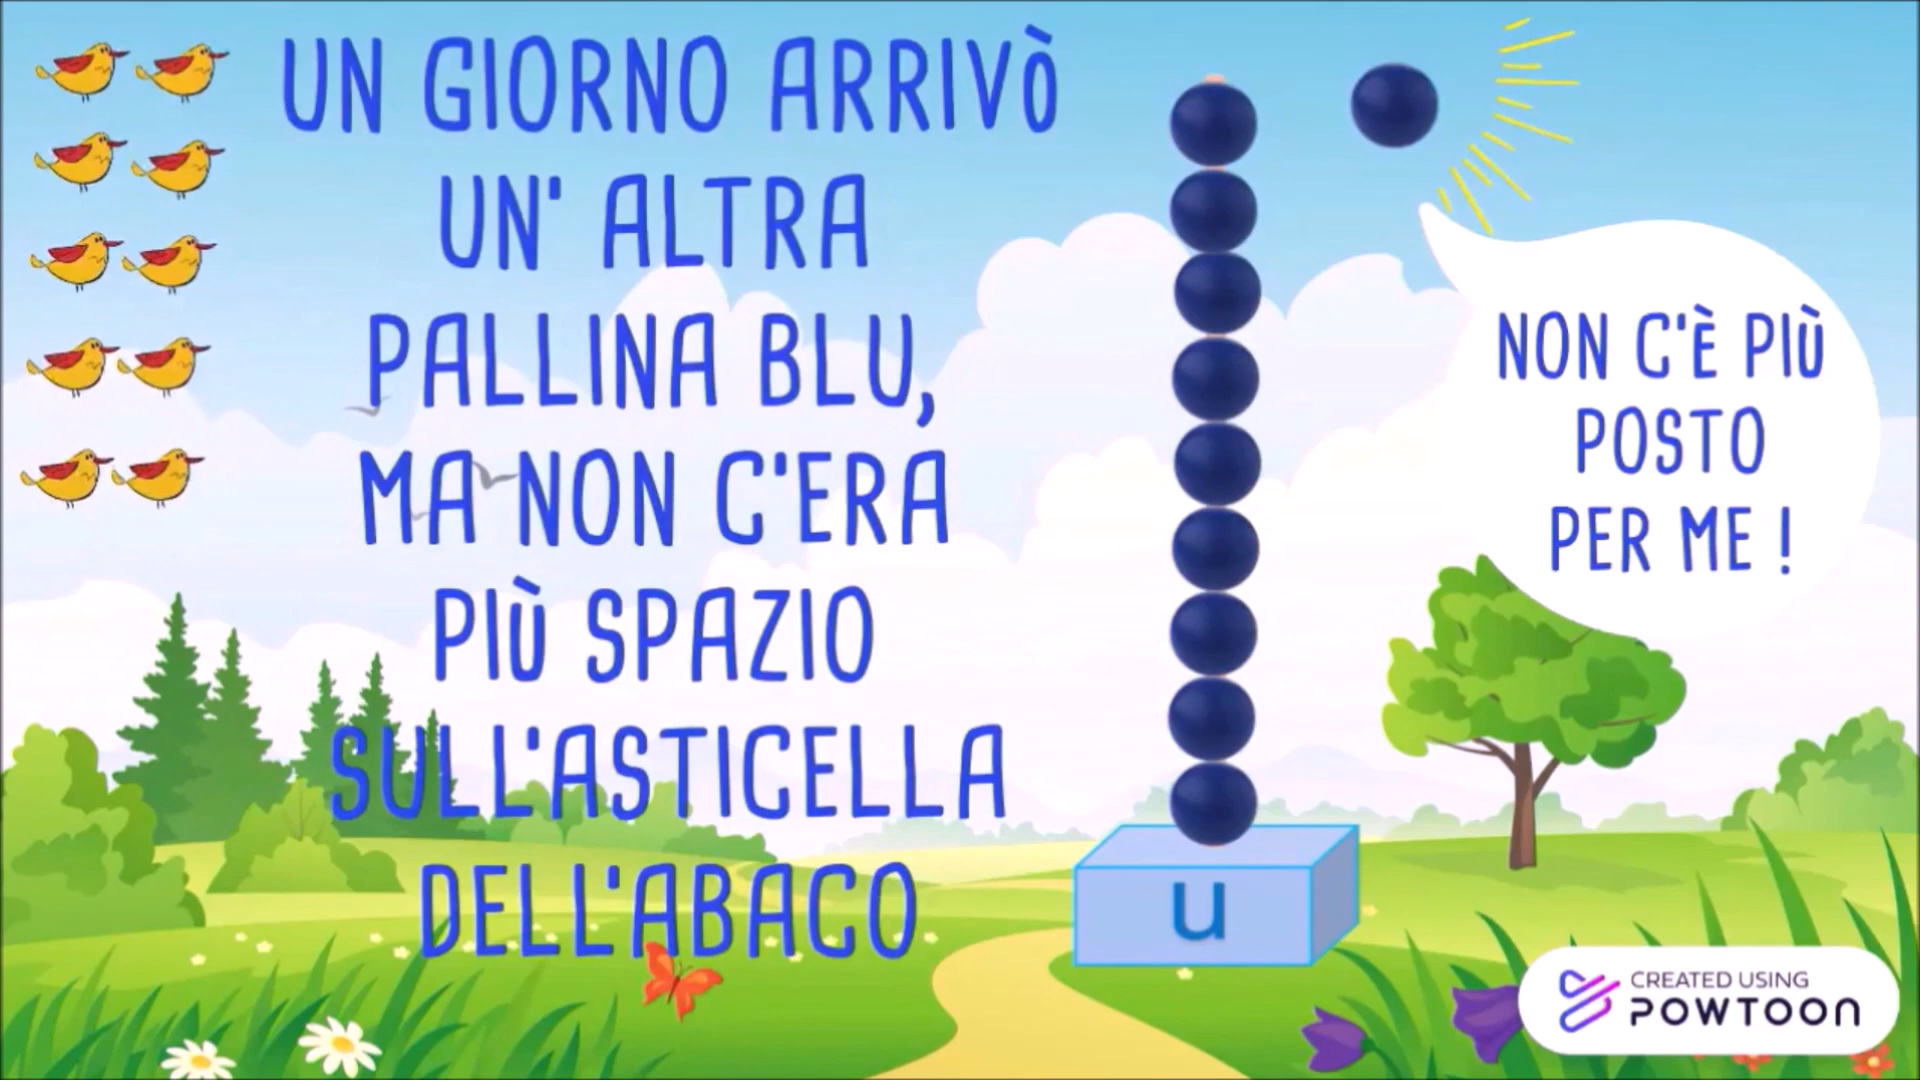 UN GIORNO ARRIVÒ
UN' ALTRA
PALLINA BLU,
MA NON C'ERA
PIÙ SPAZIO
SULL'ASTICELLA
DELL'ABACO
NON C'È PIÙ
POSTO
PER ME !
u
CREATED USING
POWTOON